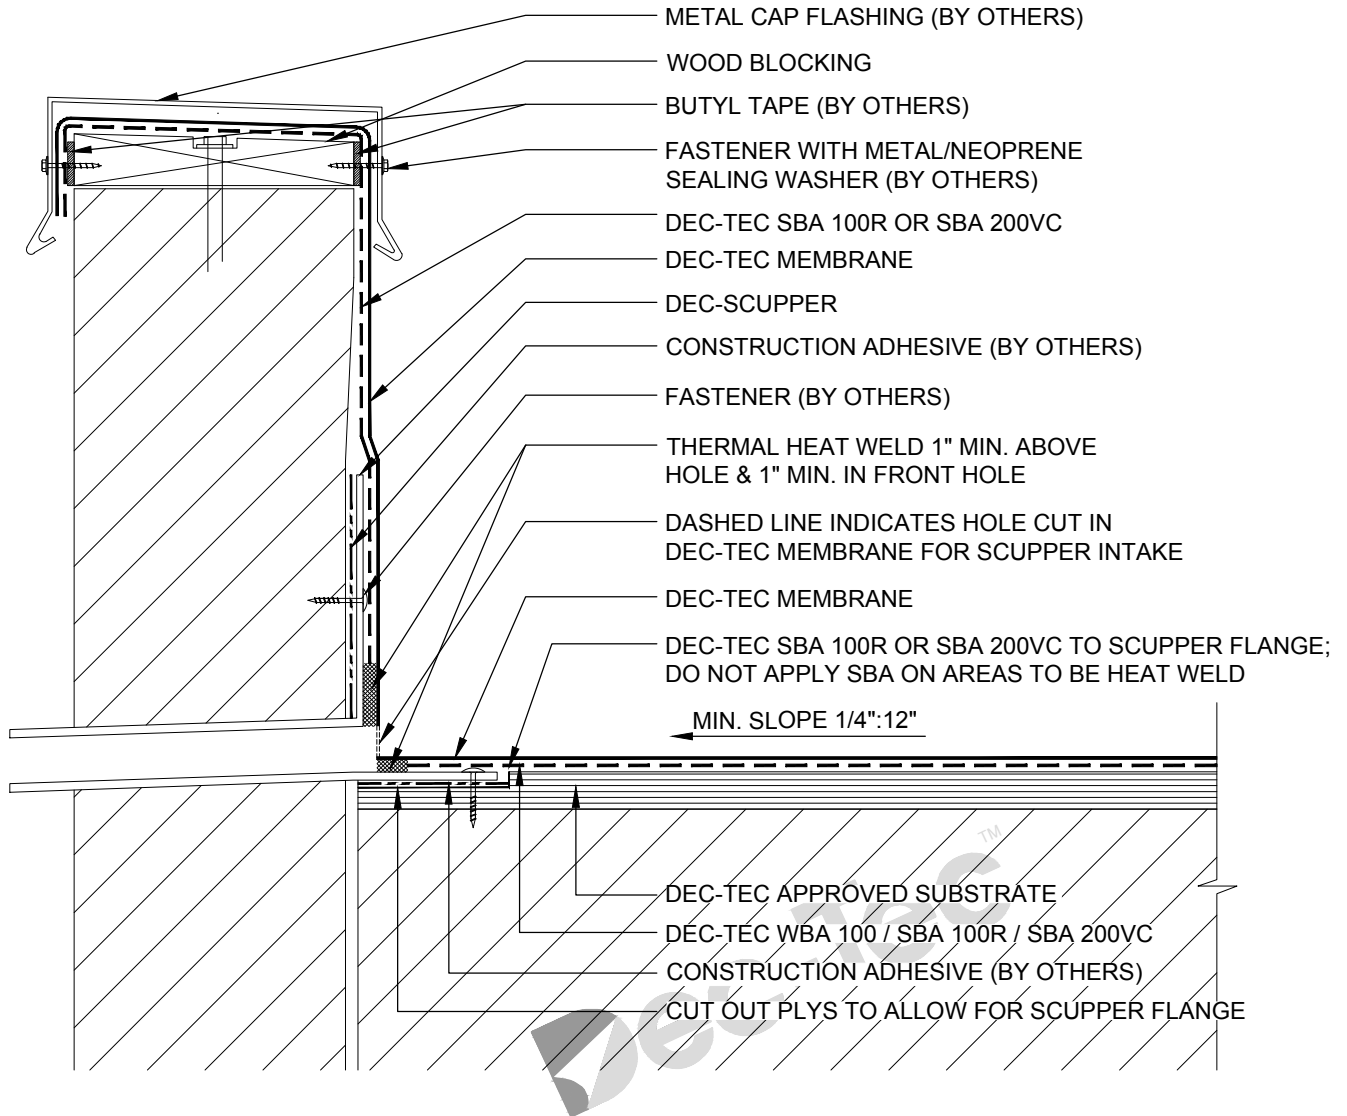 METAL CAP FLASHING (BY OTHERS)
WOOD BLOCKING
BUTYL TAPE (BY OTHERS)
FASTENER WITH METAL/NEOPRENE
SEALING WASHER (BY OTHERS)
DEC-TEC SBA 100R OR SBA 200VC
DEC-TEC MEMBRANE
DEC-SCUPPER
CONSTRUCTION ADHESIVE (BY OTHERS)
FASTENER (BY OTHERS)
THERMAL HEAT WELD 1" MIN. ABOVE
HOLE & 1" MIN. IN FRONT HOLE
DASHED LINE INDICATES HOLE CUT IN
DEC-TEC MEMBRANE FOR SCUPPER INTAKE
DEC-TEC MEMBRANE
DEC-TEC SBA 100R OR SBA 200VC TO SCUPPER FLANGE;
DO NOT APPLY SBA ON AREAS TO BE HEAT WELD
MIN. SLOPE 1/4":12"
DEC-TEC APPROVED SUBSTRATE
DEC-TEC WBA 100 / SBA 100R / SBA 200VC
CONSTRUCTION ADHESIVE (BY OTHERS)
CUT OUT PLYS TO ALLOW FOR SCUPPER FLANGE
Dec-Tec™